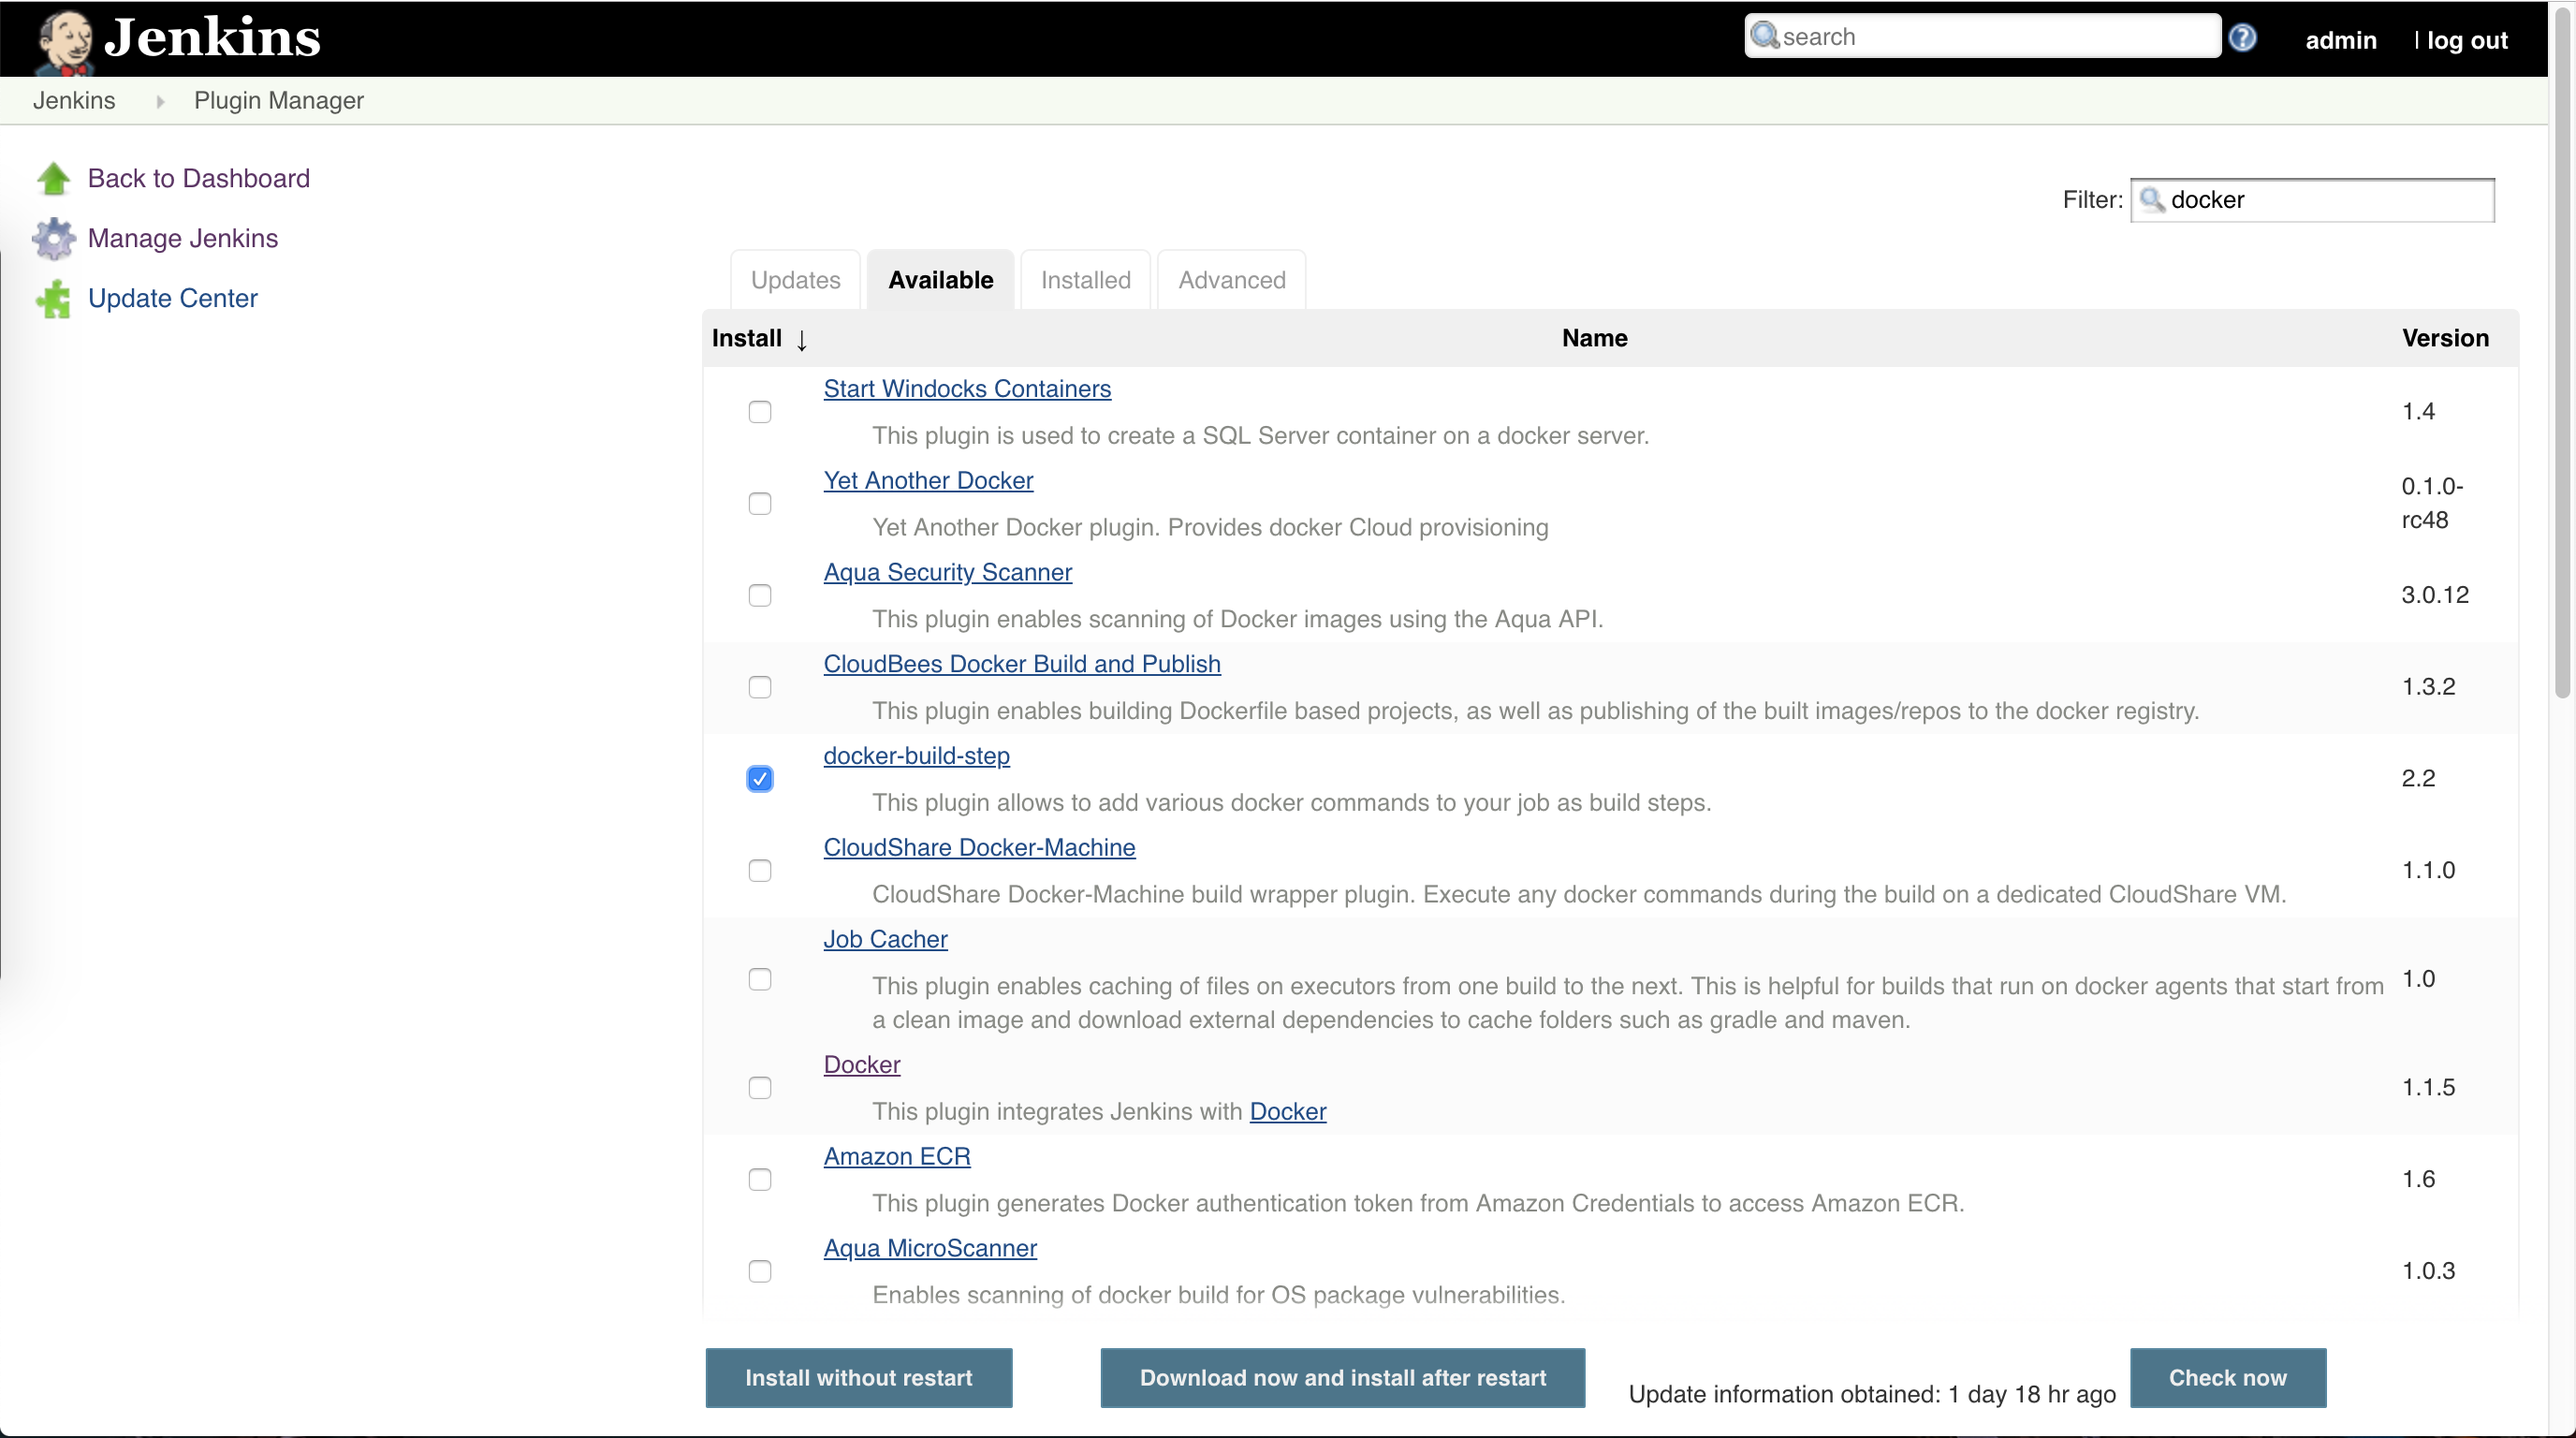 Jenkins
search
admin
| log out
Jenkins
Plugin Manager
Back to Dashboard
Manage Jenkins
Update Center
Filter: docker
Updates
Available
Installed
Advanced
Install ↓
Name
Version
Start Windocks Containers
This plugin is used to create a SQL Server container on a docker server.
1.4
Yet Another Docker
Yet Another Docker plugin. Provides docker Cloud provisioning
0.1.0-
rc48
Aqua Security Scanner
This plugin enables scanning of Docker images using the Aqua API.
3.0.12
CloudBees Docker Build and Publish
This plugin enables building Dockerfile based projects, as well as publishing of the built images/repos to the docker registry.
1.3.2
docker-build-step
This plugin allows to add various docker commands to your job as build steps.
2.2
CloudShare Docker-Machine
CloudShare Docker-Machine build wrapper plugin. Execute any docker commands during the build on a dedicated CloudShare VM.
1.1.0
Job Cacher
This plugin enables caching of files on executors from one build to the next. This is helpful for builds that run on docker agents that start from
a clean image and download external dependencies to cache folders such as gradle and maven.
1.0
Docker
This plugin integrates Jenkins with Docker
1.1.5
Amazon ECR
This plugin generates Docker authentication token from Amazon Credentials to access Amazon ECR.
1.6
Aqua MicroScanner
Enables scanning of docker build for OS package vulnerabilities.
1.0.3
Install without restart
Download now and install after restart
Update information obtained: 1 day 18 hr ago
Check now